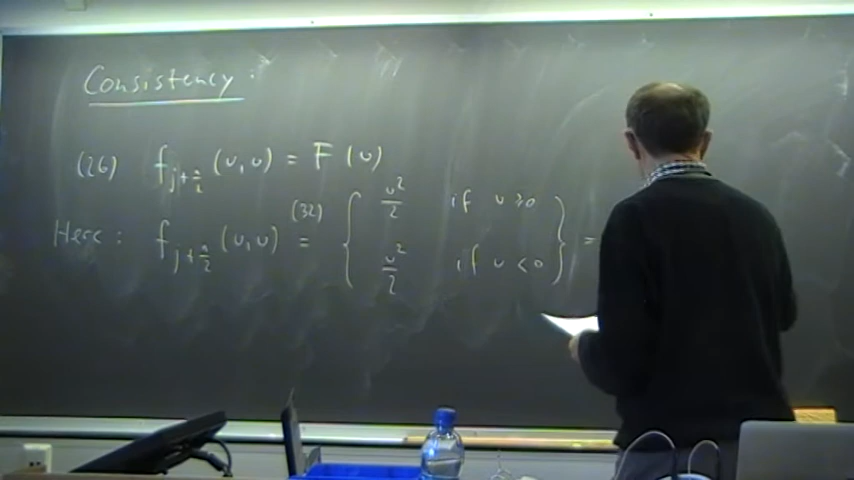 Consistency:
(26) f_{j+½}(u,u) = F(u)
Here: f_{j+½}(u,u) =^{(32)} { u²/2 if u ≥ 0
u²/2 if u < 0 } =